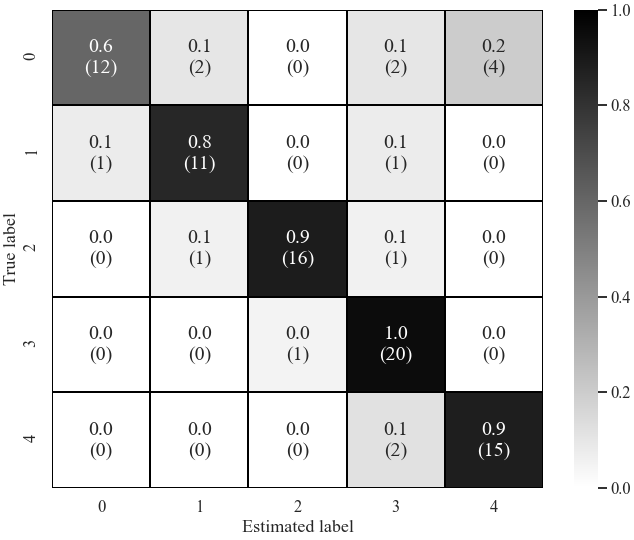 0.6 0.1 0.0 0.1 0.2
(12) (2) (0) (2) (4)
0.1 0.8 0.0 0.1 0.0
(1) (11) (0) (1) (0)
0.0 0.1 0.9 0.1 0.0
(0) (1) (16) (1) (0)
0.0 0.0 0.0 1.0 0.0
(0) (0) (1) (20) (0)
0.0 0.0 0.0 0.1 0.9
(0) (0) (0) (2) (15)
0
1
2
3
4
True label
0 1 2 3 4
Estimated label
1.0
0.8
0.6
0.4
0.2
0.0